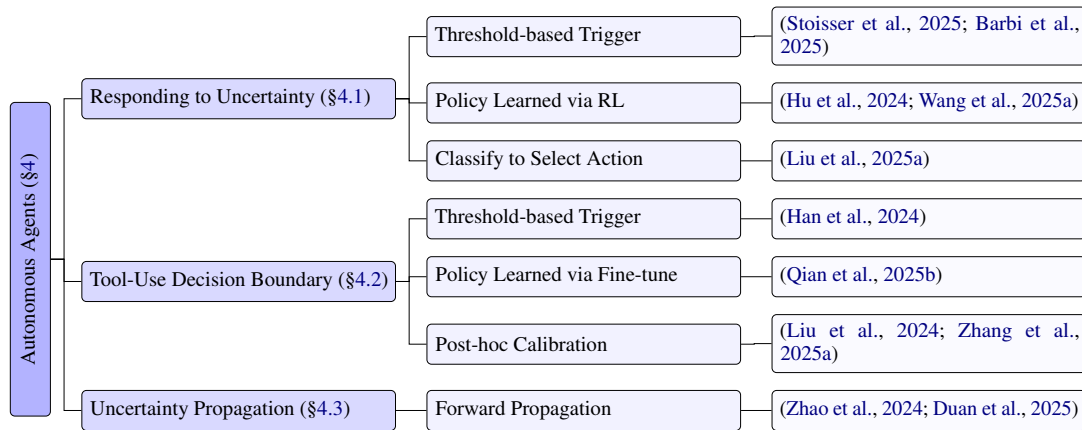 Autonomous Agents (§4)
Responding to Uncertainty (§4.1)
Threshold-based Trigger
(Stoisser et al., 2025; Barbi et al.,
2025)
Policy Learned via RL
(Hu et al., 2024; Wang et al., 2025a)
Classify to Select Action
(Liu et al., 2025a)
Tool-Use Decision Boundary (§4.2)
Threshold-based Trigger
(Han et al., 2024)
Policy Learned via Fine-tune
(Qian et al., 2025b)
Post-hoc Calibration
(Liu et al., 2024; Zhang et al.,
2025a)
Uncertainty Propagation (§4.3)
Forward Propagation
(Zhao et al., 2024; Duan et al., 2025)